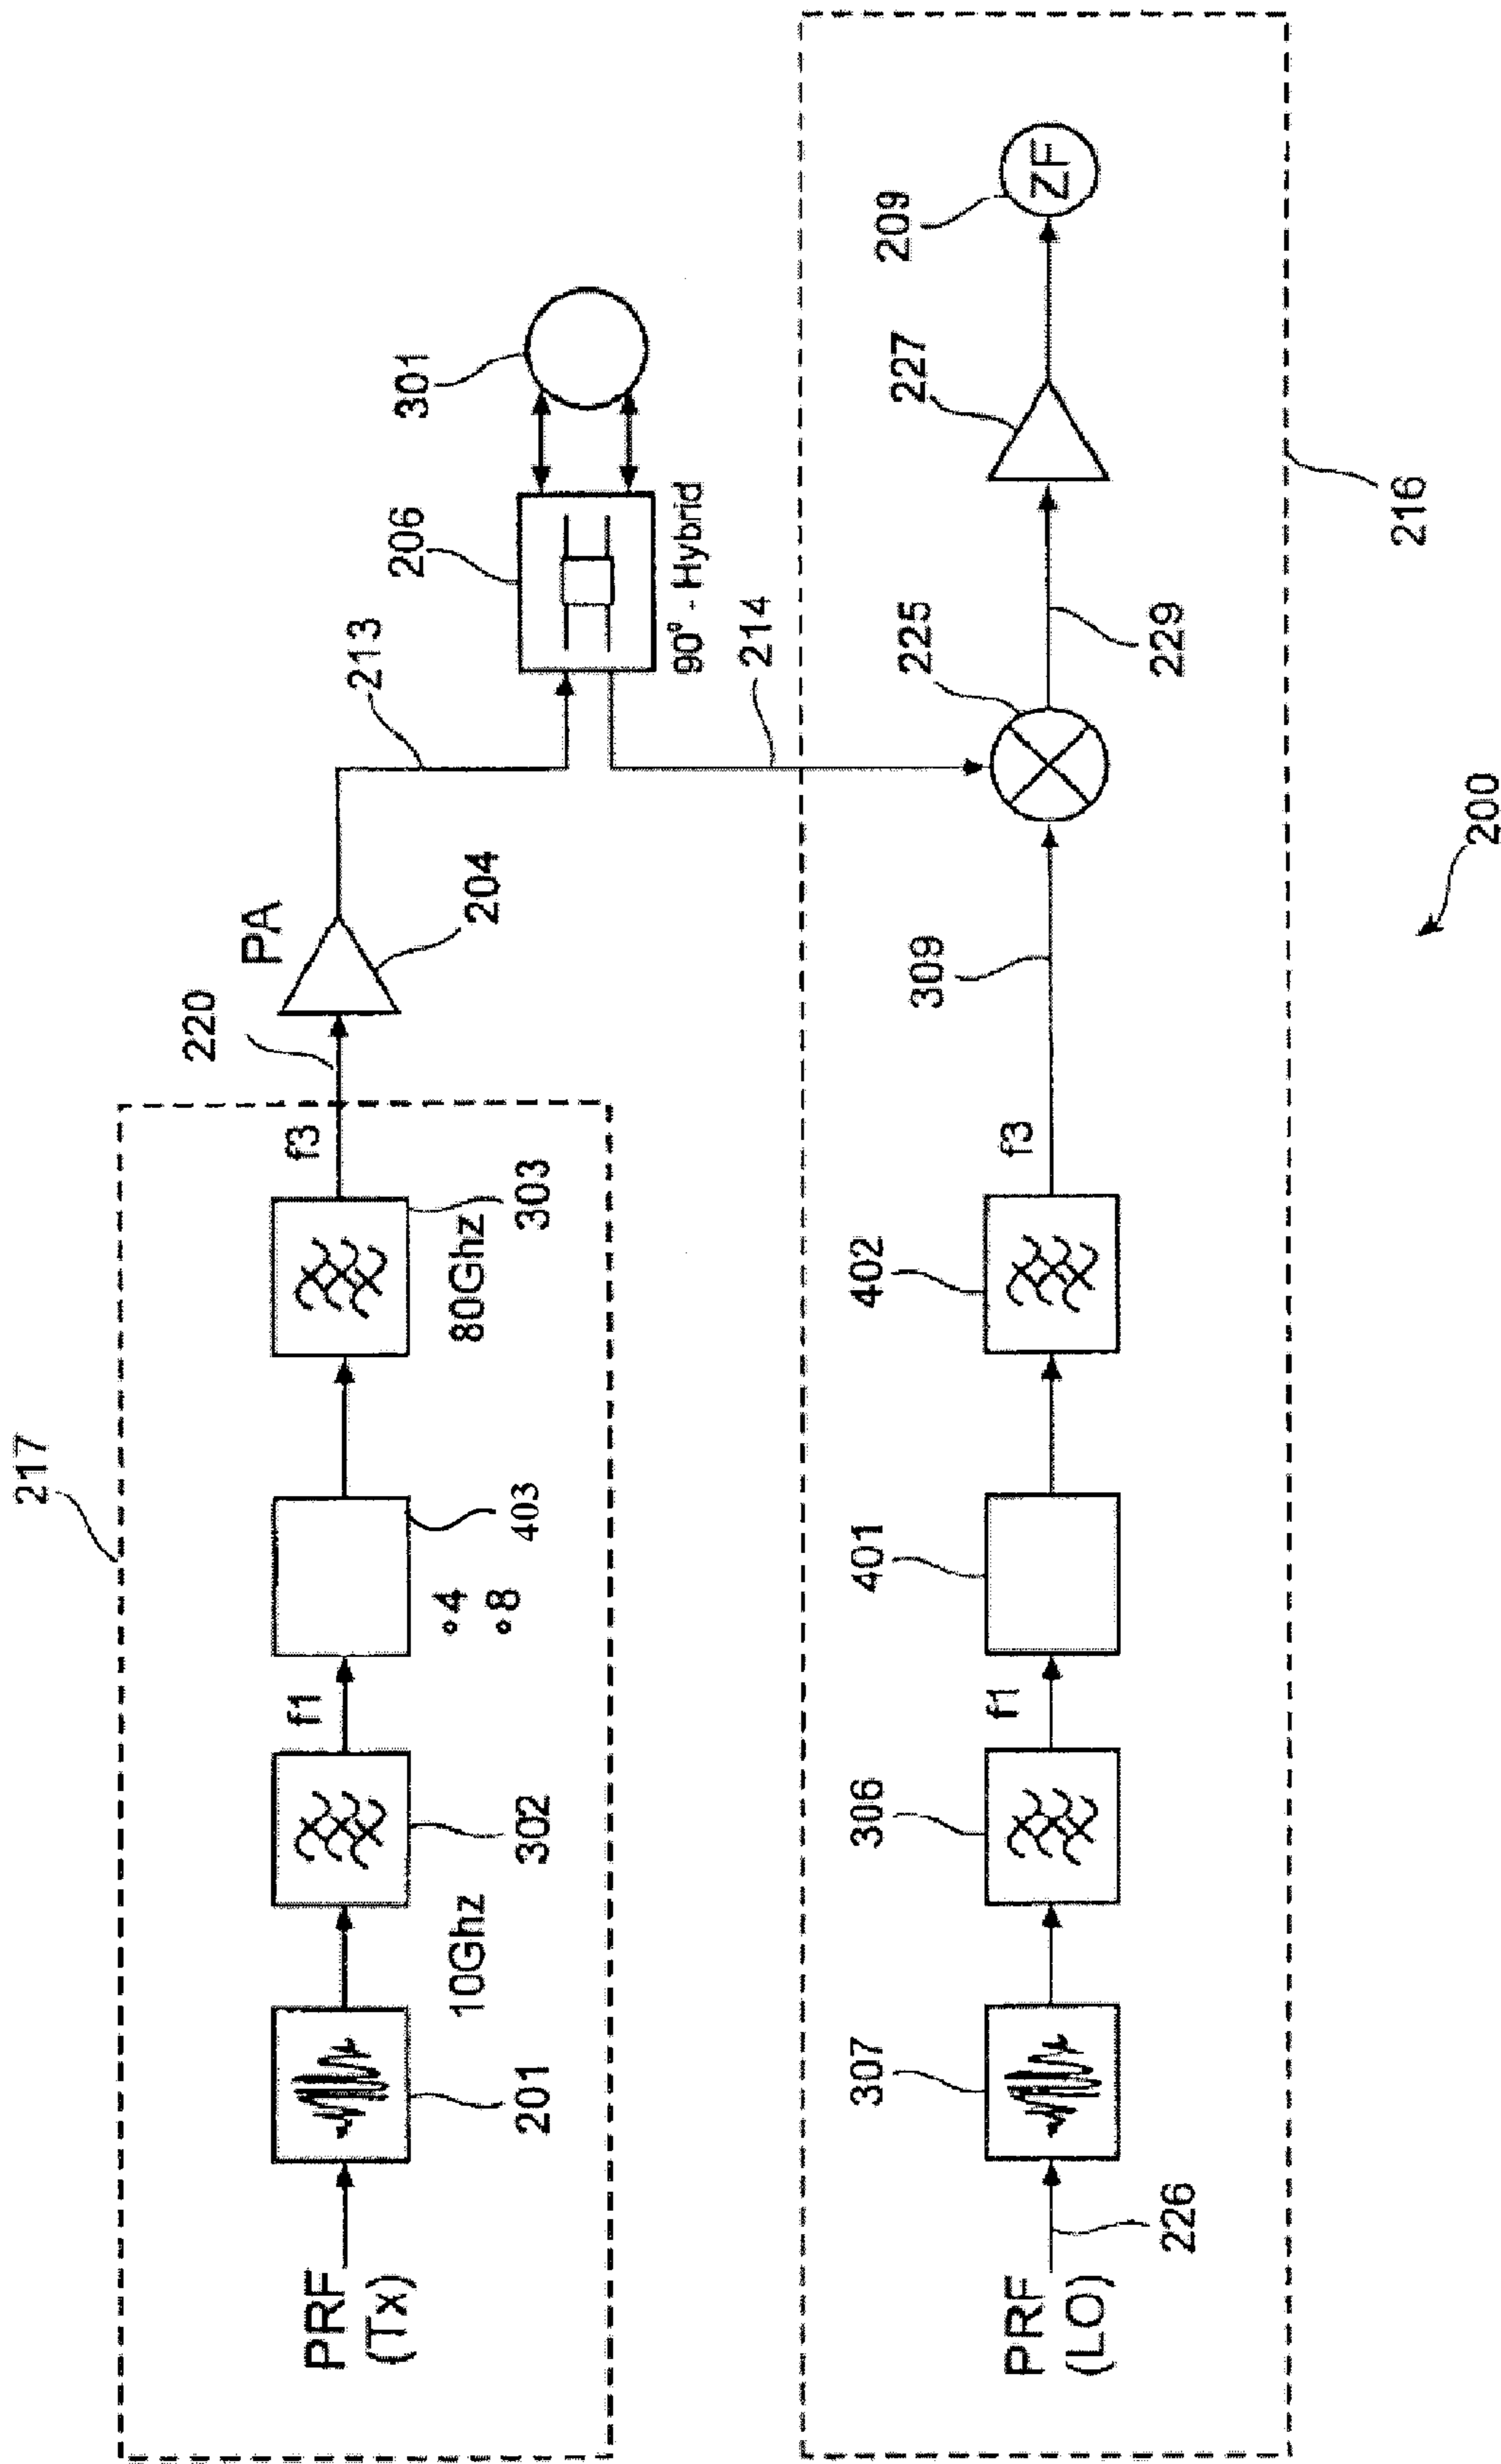 217
PRF
(Tx)
201
10Ghz
302
f1
°4
°8
403
80Ghz
303
f3
220
PA
204
213
206
90° - Hybrid
301
214
PRF
(LO)
226
307
306
f1
401
402
f3
309
225
229
227
209
ZF
216
200